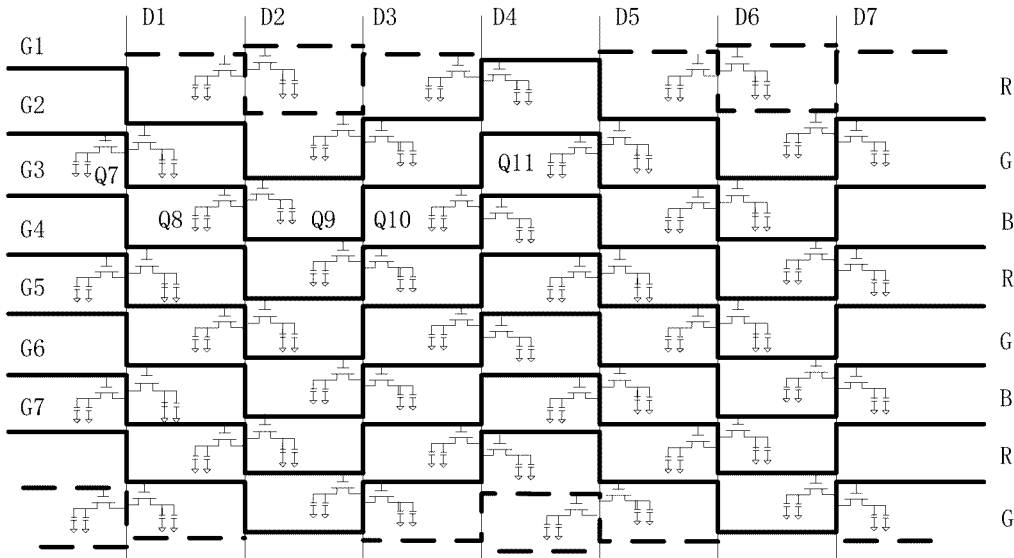 D1 D2 D3 D4 D5 D6 D7
G1
R
G2
G
G3 Q7 Q11
B
G4 Q8 Q9 Q10
R
G5
G
G6
B
G7
R
G